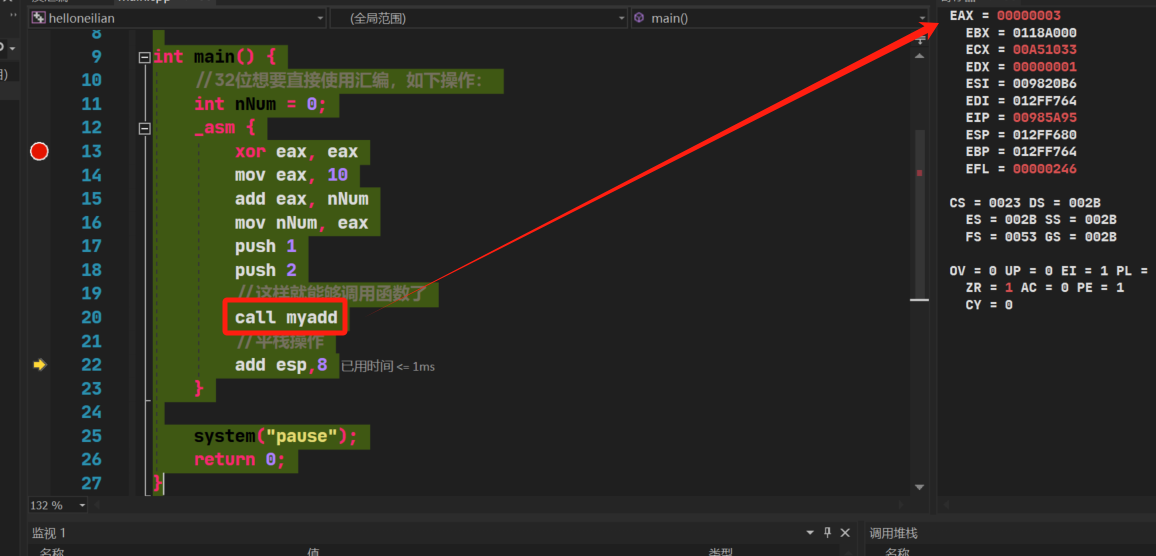 helloneilian (全局范围) main()
8
9 int main() {
10 //32位想要直接使用汇编，如下操作：
11 int nNum = 0;
12 _asm {
13 xor eax, eax
14 mov eax, 10
15 add eax, nNum
16 mov nNum, eax
17 push 1
18 push 2
19 //这样就能够调用函数了
20 call myadd
21 //平栈操作
22 add esp,8 已用时间 <= 1ms
23 }
24
25 system("pause");
26 return 0;
27 }
132 %
监视 1
名称 值 类型
EAX = 00000003
EBX = 0118A000
ECX = 00A51033
EDX = 00000001
ESI = 009820B6
EDI = 012FF764
EIP = 00985A95
ESP = 012FF680
EBP = 012FF764
EFL = 00000246
CS = 0023 DS = 002B
ES = 002B SS = 002B
FS = 0053 GS = 002B
OV = 0 UP = 0 EI = 1 PL =
ZR = 1 AC = 0 PE = 1
CY = 0
调用堆栈
名称